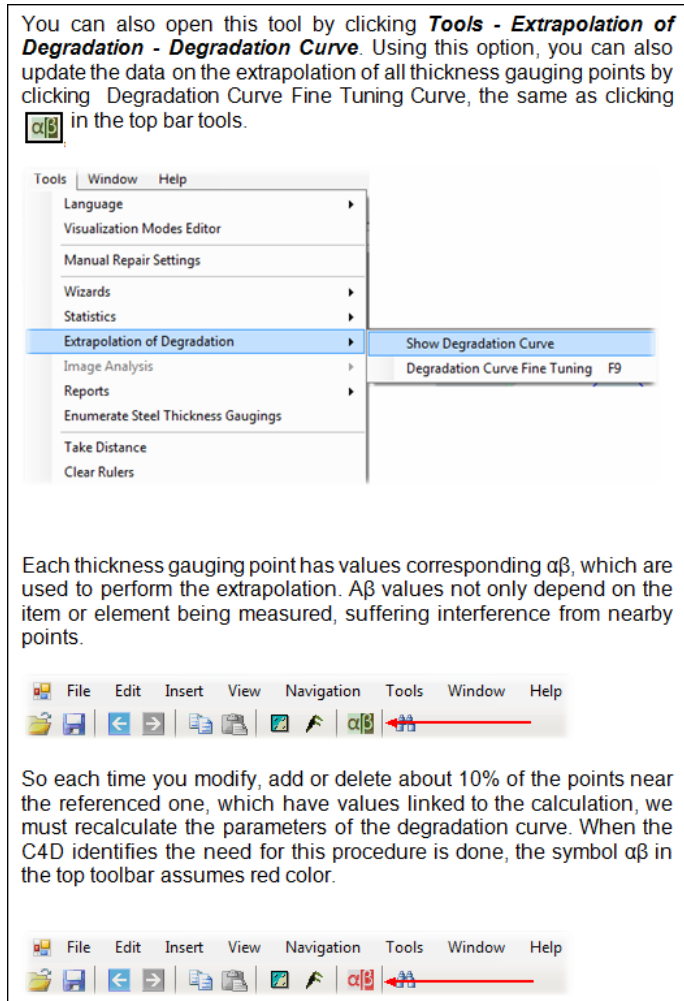 You can also open this tool by clicking Tools - Extrapolation of
Degradation - Degradation Curve. Using this option, you can also
update the data on the extrapolation of all thickness gauging points by
clicking Degradation Curve Fine Tuning Curve, the same as clicking
αβ in the top bar tools.
Tools Window Help
Language
Visualization Modes Editor
Manual Repair Settings
Wizards
Statistics
Extrapolation of Degradation
Show Degradation Curve
Image Analysis
Degradation Curve Fine Tuning F9
Reports
Enumerate Steel Thickness Gaugings
Take Distance
Clear Rulers
Each thickness gauging point has values corresponding αβ, which are
used to perform the extrapolation. Aβ values not only depend on the
item or element being measured, suffering interference from nearby
points.
File Edit Insert View Navigation Tools Window Help
αβ
So each time you modify, add or delete about 10% of the points near
the referenced one, which have values linked to the calculation, we
must recalculate the parameters of the degradation curve. When the
C4D identifies the need for this procedure is done, the symbol αβ in
the top toolbar assumes red color.
File Edit Insert View Navigation Tools Window Help
αβ